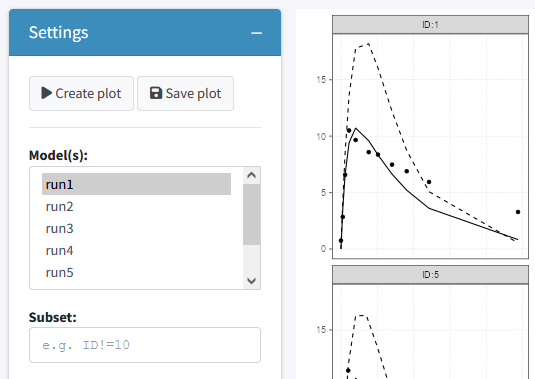 Settings
Create plot
Save plot
Model(s):
run1
run2
run3
run4
run5
Subset:
e.g. ID!=10
ID:1
15
10
5
0
ID:5
15